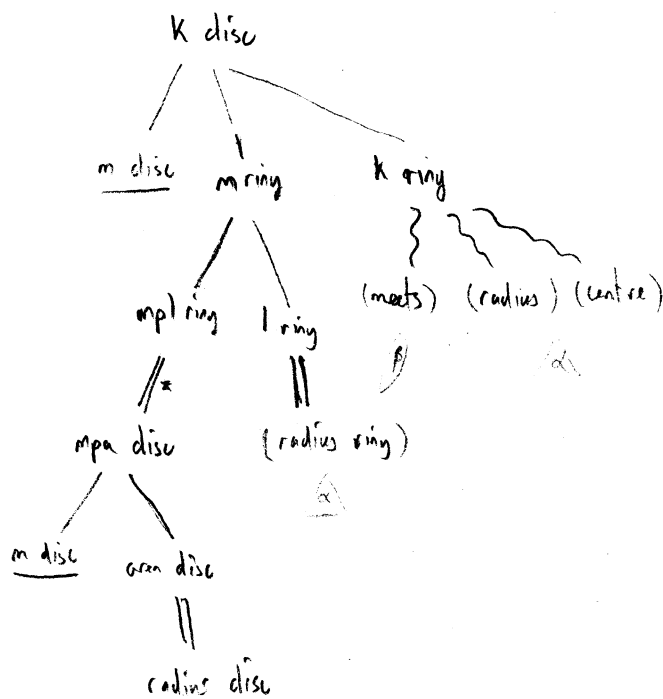 K disc
m disc m ring K ring
mpl ring l ring (meets) (radius) (centre)
β α
*
mpa disc (radius ring)
α
m disc area disc
radius disc